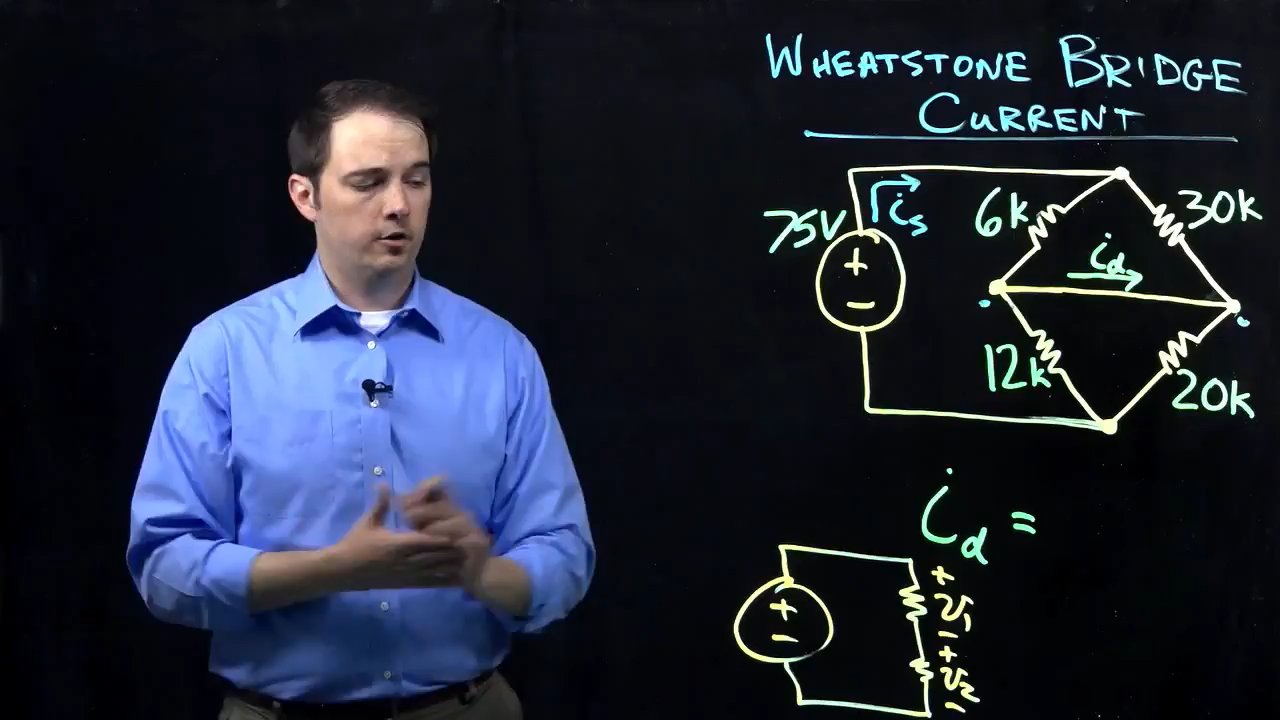 WHEATSTONE BRIDGE
CURRENT
75V
is
6k
30k
id
+
−
12k
20k
id =
+
−
+
v1
−
+
v2
−